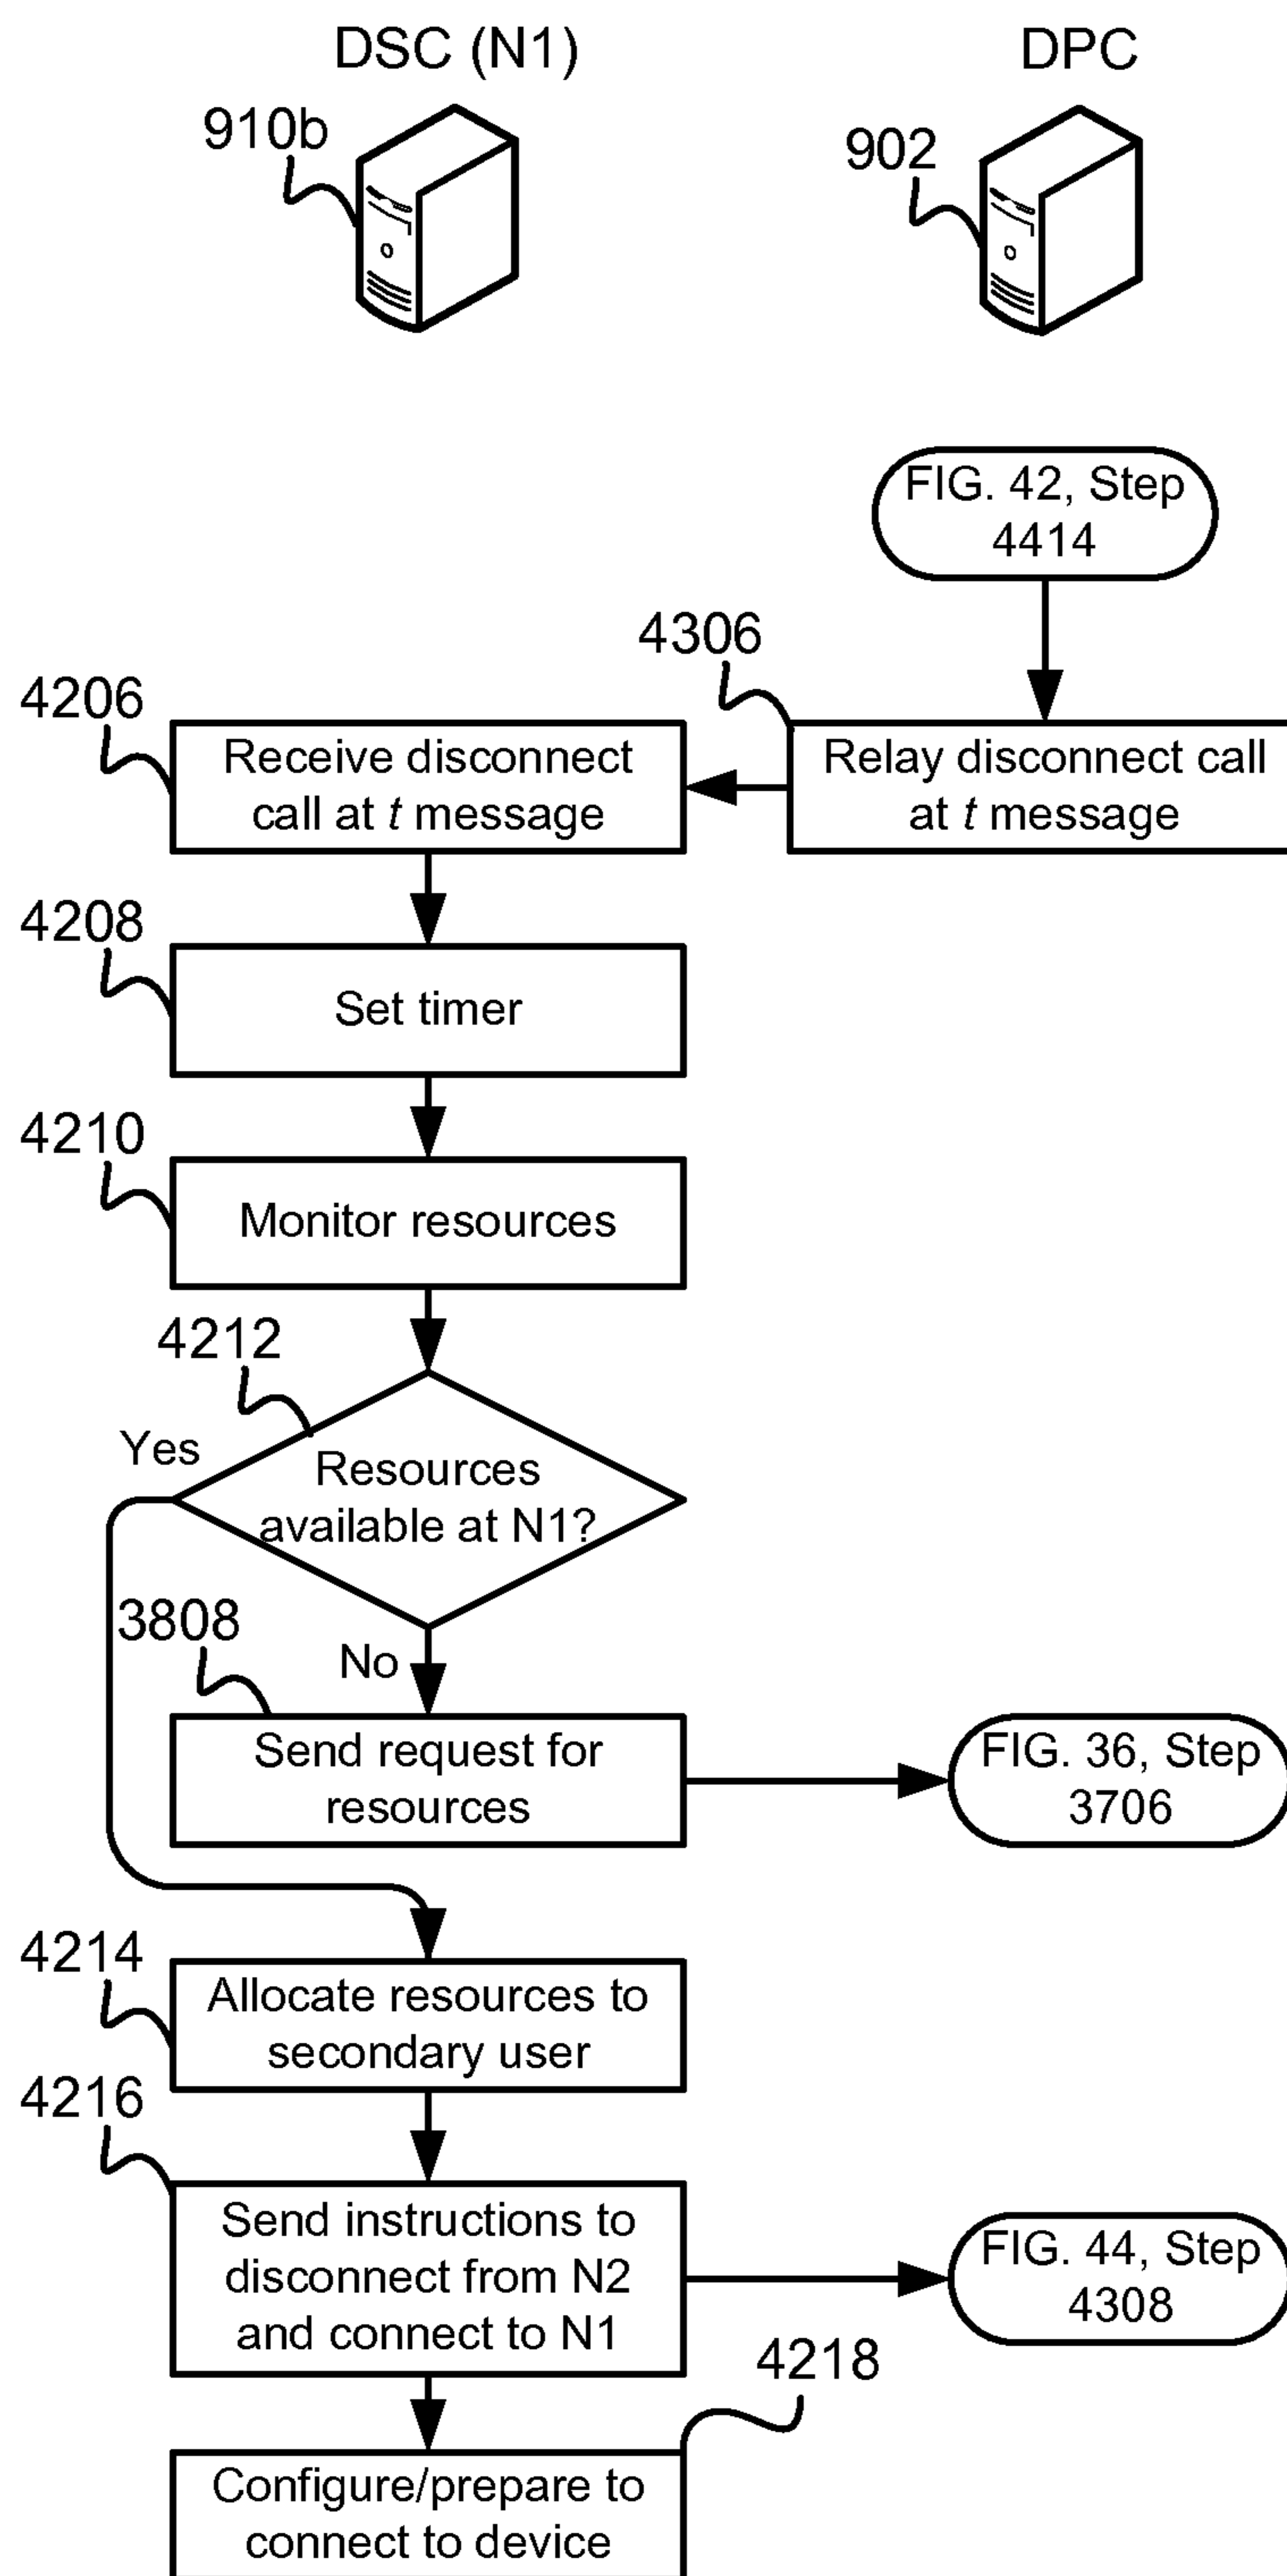 DSC (N1)
DPC
910b
902
FIG. 42, Step
4414
4306
4206
Receive disconnect
call at t message
Relay disconnect call
at t message
4208
Set timer
4210
Monitor resources
4212
Yes
Resources
available at N1?
3808
No
Send request for
resources
FIG. 36, Step
3706
4214
Allocate resources to
secondary user
4216
Send instructions to
disconnect from N2
and connect to N1
FIG. 44, Step
4308
4218
Configure/prepare to
connect to device